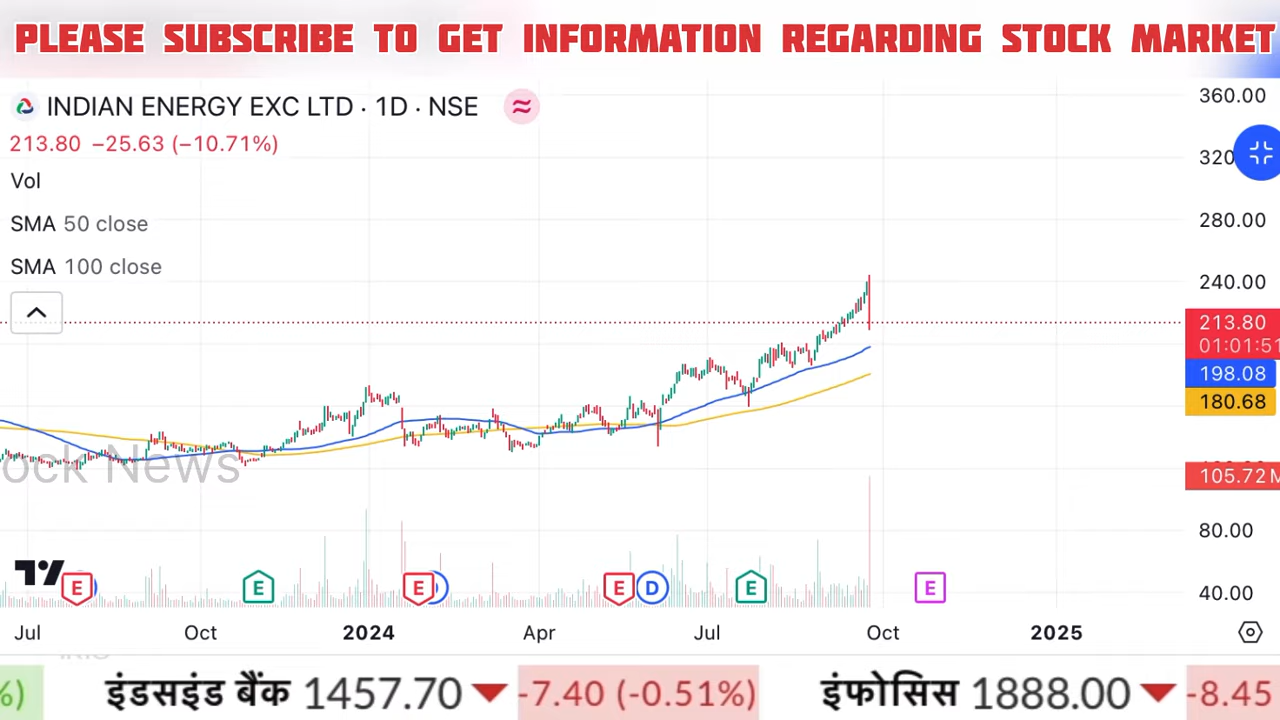 PLEASE SUBSCRIBE TO GET INFORMATION REGARDING STOCK MARKET
INDIAN ENERGY EXC LTD · 1D · NSE
213.80 −25.63 (−10.71%)
Vol
SMA 50 close
SMA 100 close
360.00
320
280.00
240.00
213.80
01:01:51
198.08
180.68
105.72M
80.00
40.00
ock News
E E E E D E E
Jul Oct 2024 Apr Jul Oct 2025
%) इंडसइंड बैंक 1457.70 -7.40 (-0.51%) इंफोसिस 1888.00 -8.45